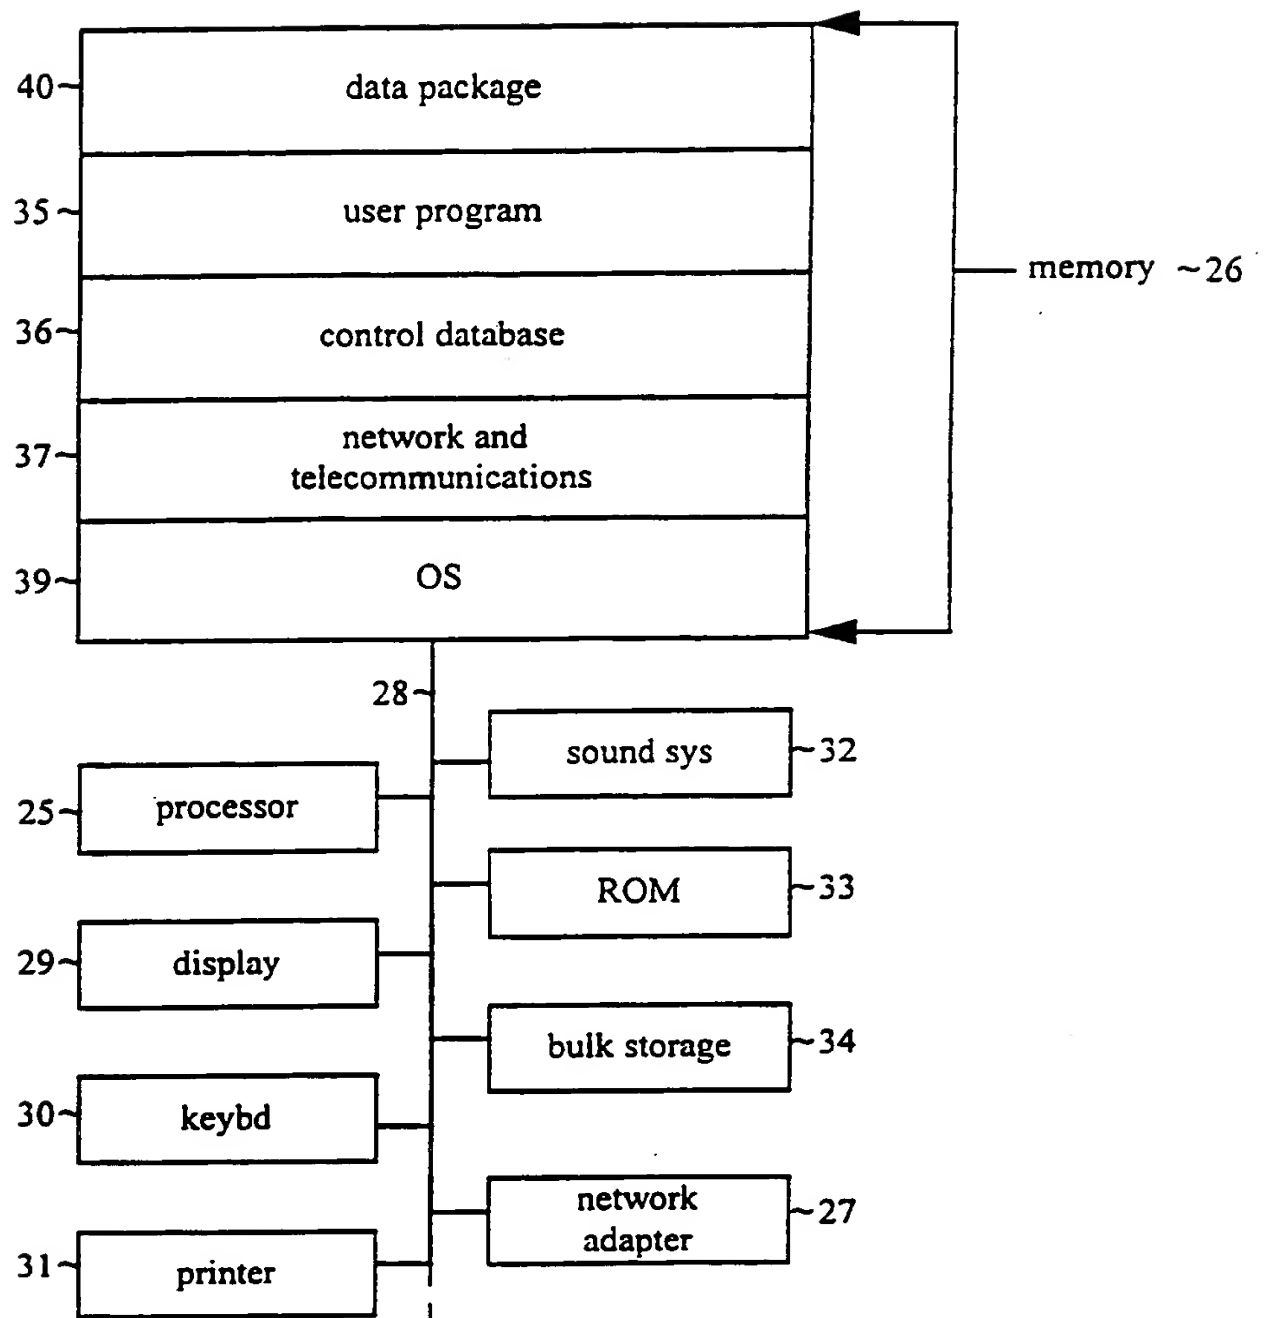 40~ data package
35~ user program
memory ~26
36~ control database
37~ network and
telecommunications
39~ OS
28~
sound sys ~32
25~ processor
ROM ~33
29~ display
bulk storage ~34
30~ keybd
network
adapter ~27
31~ printer